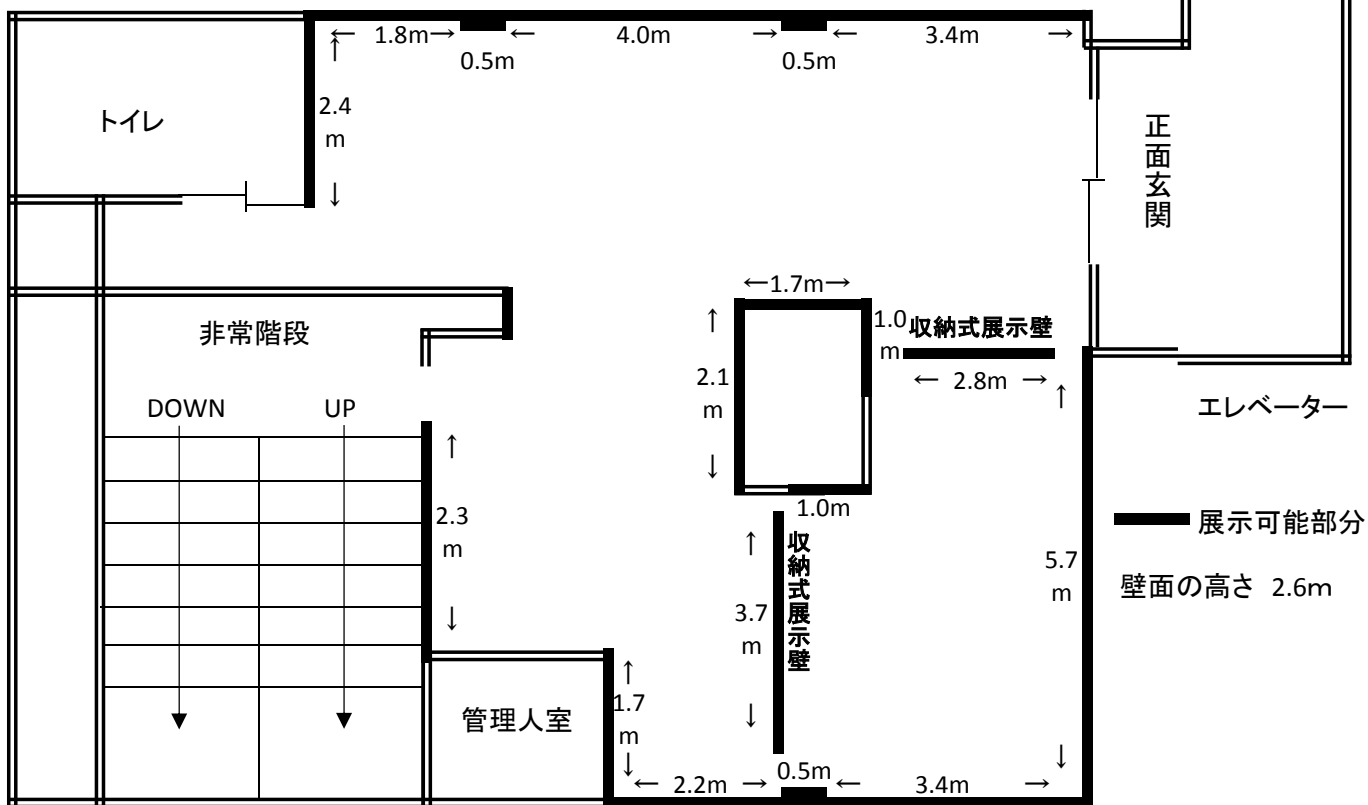 1.8m
4.0m
3.4m
0.5m
0.5m
2.4
m
トイレ
正面玄関
1.7m
1.0
m
収納式展示壁
2.8m
2.1
m
非常階段
DOWN
UP
エレベーター
1.0m
2.3
m
収納式展示壁
3.7
m
5.7
m
展示可能部分
壁面の高さ 2.6m
管理人室
1.7
m
2.2m
0.5m
3.4m